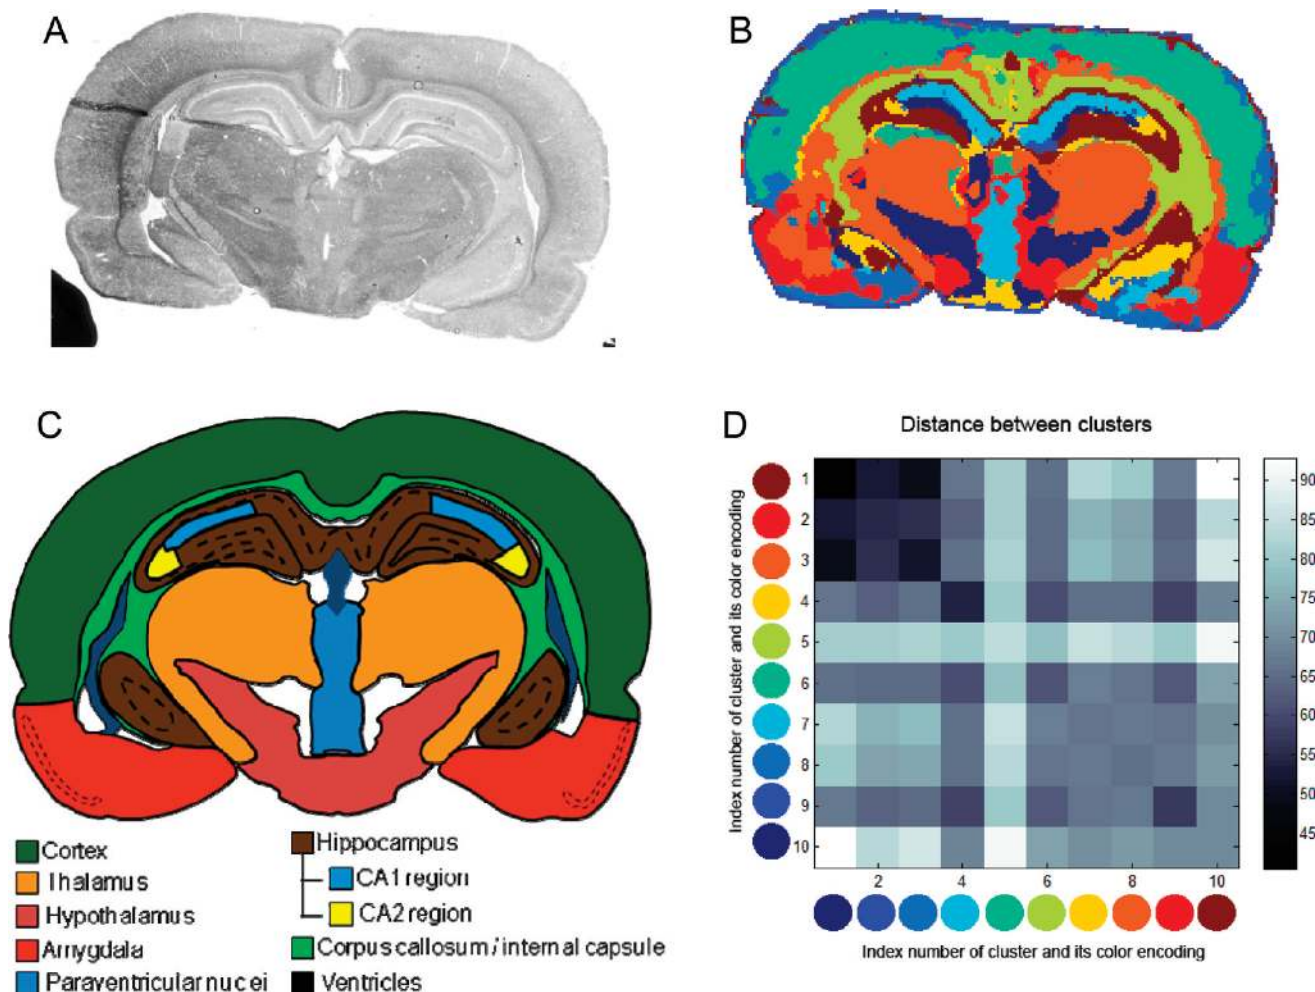 A
B
C
Cortex
Thalamus
Hypothalamus
Amygdala
Paraventricular nuc ei
Hippocampus
CA1 region
CA2 region
Corpus callosum / internal capsule
Ventricles
D
Distance between clusters
Index number of cluster and its color encoding
1
2
3
4
5
6
7
8
9
10
2
4
6
8
10
Index number of cluster and its color encoding
90
85
80
75
70
65
60
55
50
45